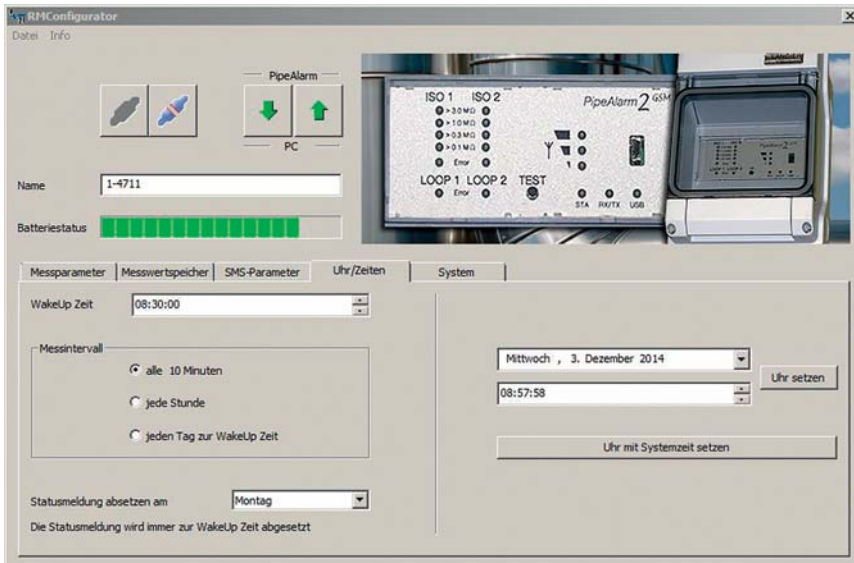 RMConfigurator
Datei Info
PipeAlarm
PC
Name
1-4711
Batteriestatus
ISO 1 ISO 2
> 3.0 MΩ
> 1.0 MΩ
> 0.3 MΩ
> 0.1 MΩ
Error
LOOP 1 LOOP 2 TEST
Error
PipeAlarm 2 GSM
STA RX/TX USB
Messparameter Messwertspeicher SMS-Parameter Uhr/Zeiten System
WakeUp Zeit
08:30:00
Messintervall
alle 10 Minuten
jede Stunde
jeden Tag zur WakeUp Zeit
Statusmeldung absetzen am
Montag
Die Statusmeldung wird immer zur WakeUp Zeit abgesetzt
Mittwoch , 3. Dezember 2014
08:57:58
Uhr setzen
Uhr mit Systemzeit setzen